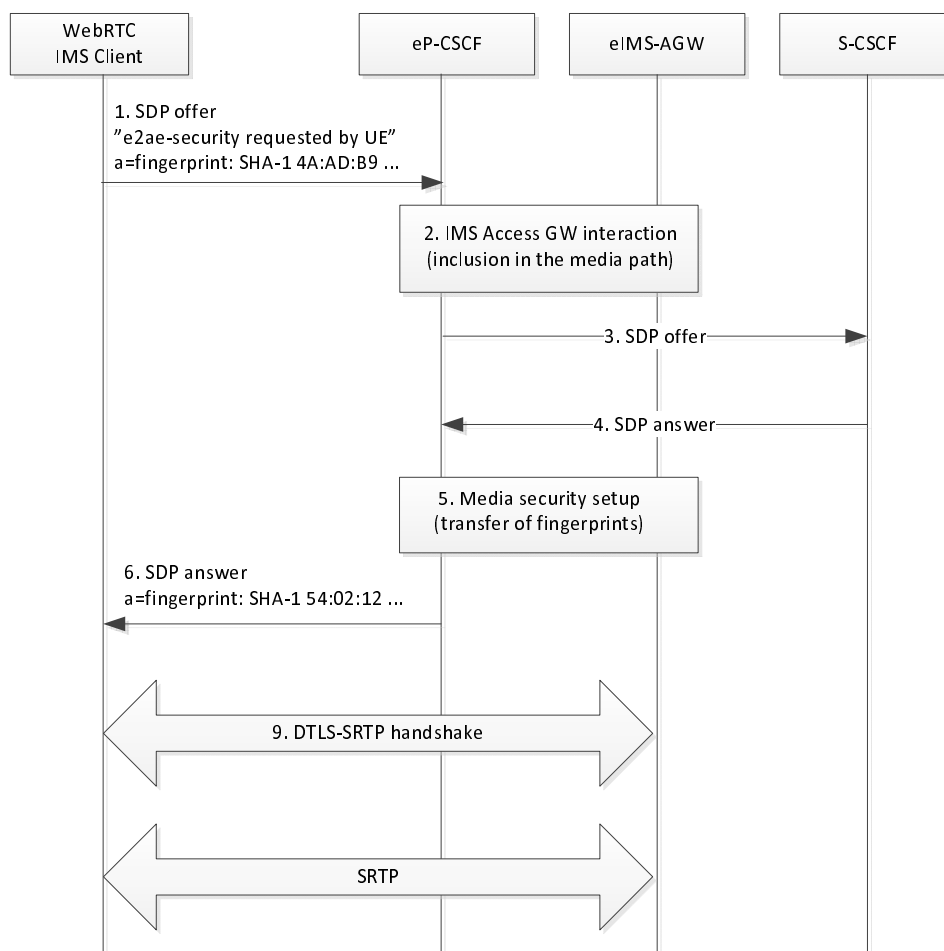 WebRTC
IMS Client
eP-CSCF
eIMS-AGW
S-CSCF
1. SDP offer
”e2ae-security requested by UE”
a=fingerprint: SHA-1 4A:AD:B9 ...
2. IMS Access GW interaction
(inclusion in the media path)
3. SDP offer
4. SDP answer
5. Media security setup
(transfer of fingerprints)
6. SDP answer
a=fingerprint: SHA-1 54:02:12 ...
9. DTLS-SRTP handshake
SRTP